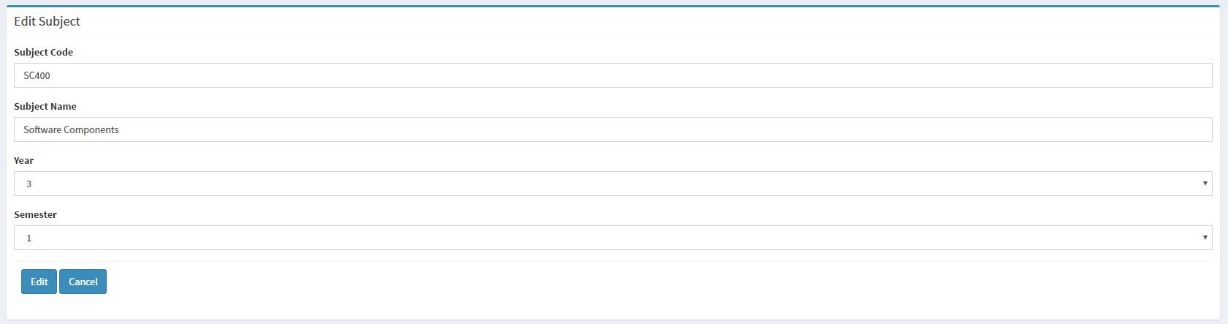 Edit Subject
Subject Code
SC400
Subject Name
Software Components
Year
3
Semester
1
Edit Cancel